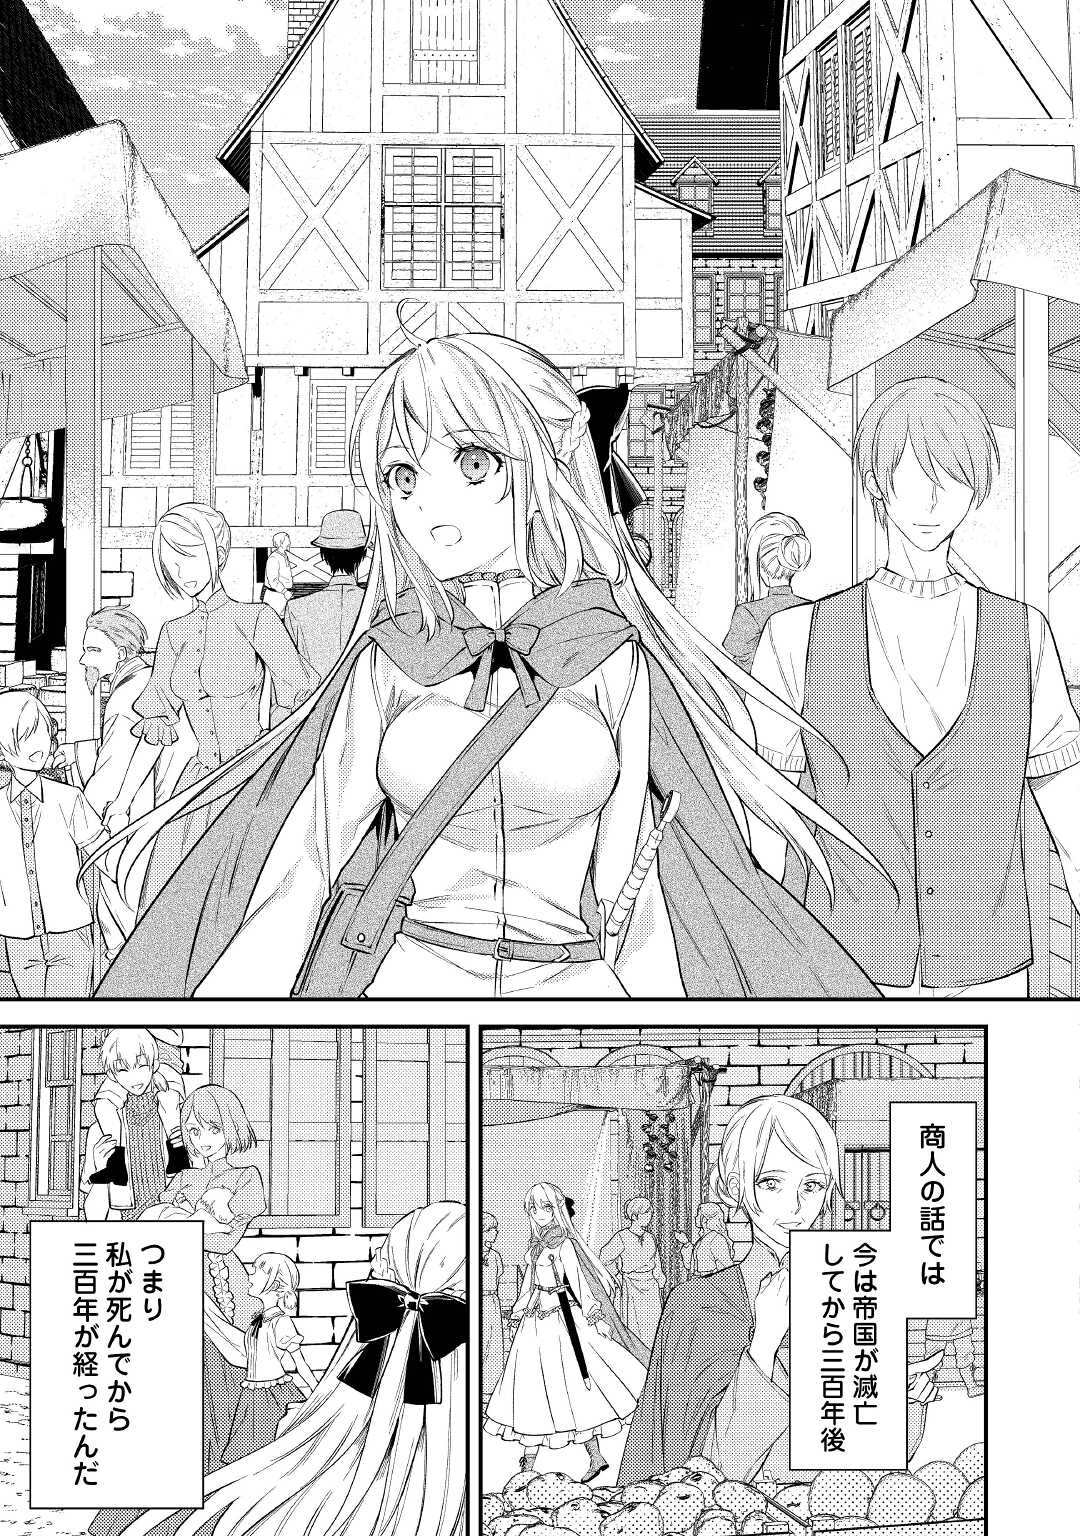 商人の話では
今は帝国が滅亡
してから三百年後
つまり
私が死んでから
三百年が経ったんだ